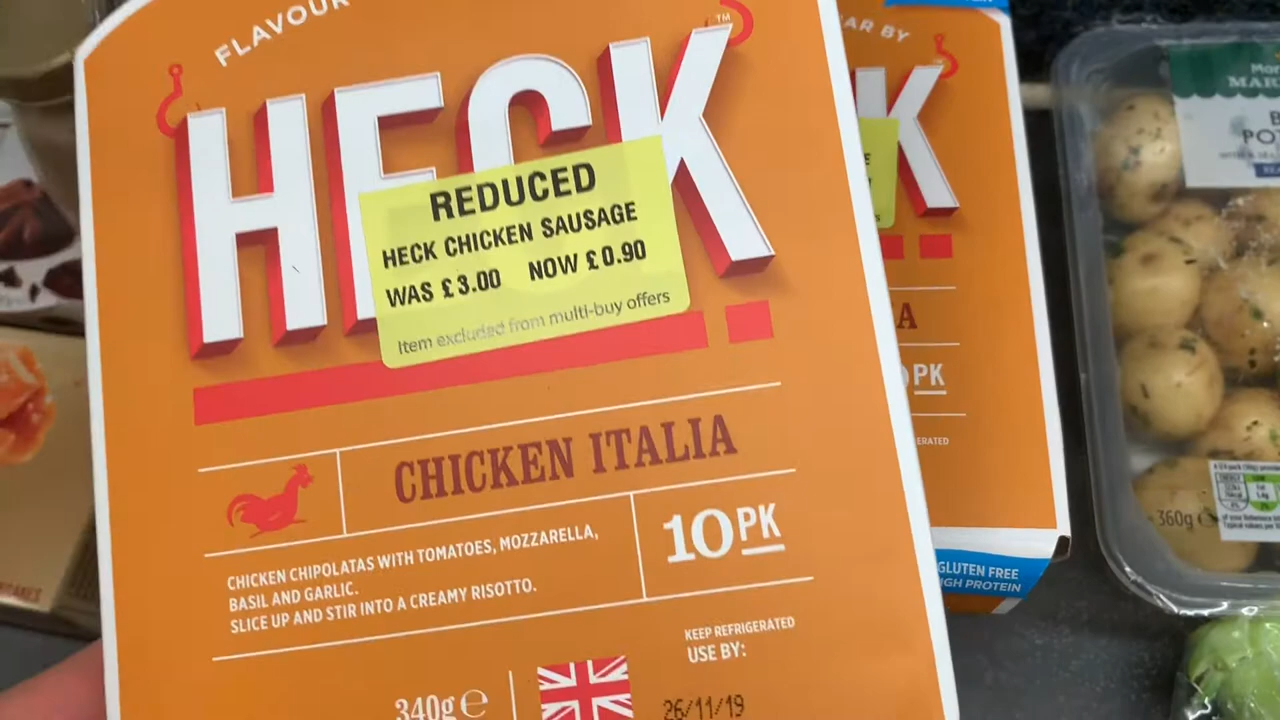 FLAVOUR
HECK
™
REDUCED
HECK CHICKEN SAUSAGE
WAS £3.00 NOW £0.90
Item excluded from multi-buy offers
CHICKEN ITALIA
CHICKEN CHIPOLATAS WITH TOMATOES, MOZZARELLA,
BASIL AND GARLIC.
SLICE UP AND STIR INTO A CREAMY RISOTTO.
10PK
KEEP REFRIGERATED
USE BY:
340g e
26/11/19
BY
K
A
PK
GLUTEN FREE
360g e